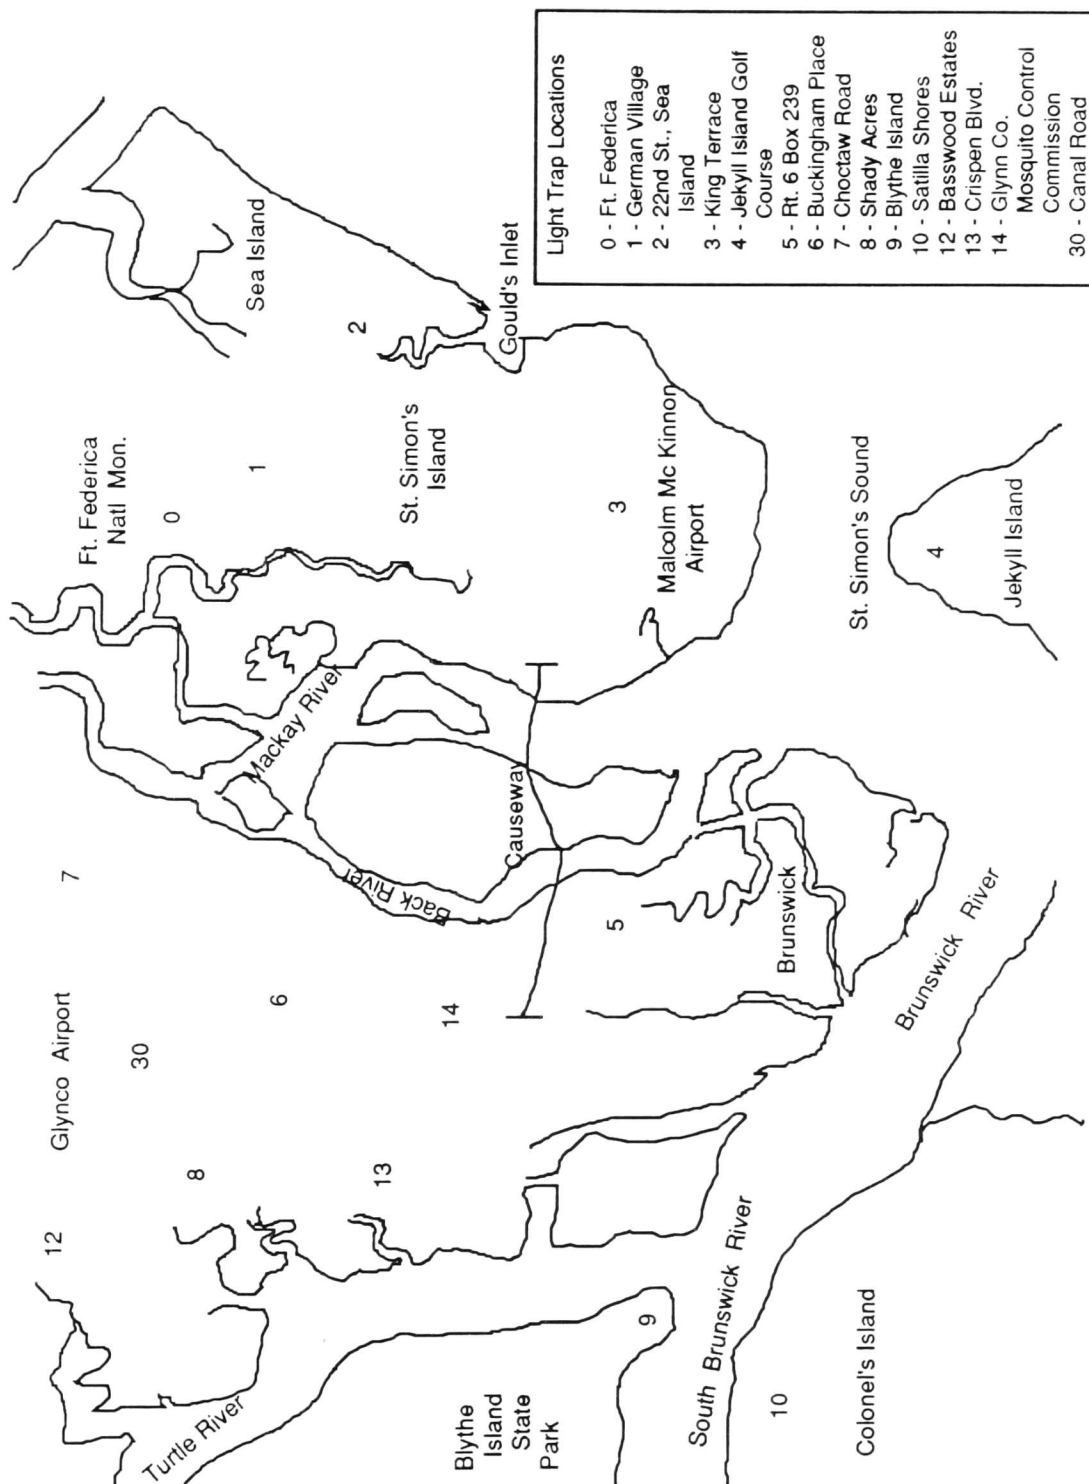 Glynco Airport
Ft. Federica
Natl Mon.
12
30
7
0
8
6
1
Sea Island
Turtle River
Mackay River
2
13
Back River
14
St. Simon's
Island
Causeway
Gould's Inlet
Blythe
Island
State
Park
5
3
9
Malcolm Mc Kinnon
Airport
South Brunswick River
Brunswick
10
Brunswick River
St. Simon's Sound
Colonel's Island
4
Jekyll Island
Light Trap Locations
0 - Ft. Federica
1 - German Village
2 - 22nd St., Sea
Island
3 - King Terrace
4 - Jekyll Island Golf
Course
5 - Rt. 6 Box 239
6 - Buckingham Place
7 - Choctaw Road
8 - Shady Acres
9 - Blythe Island
10 - Satilla Shores
12 - Basswood Estates
13 - Crispen Blvd.
14 - Glynn Co.
Mosquito Control
Commission
30 - Canal Road